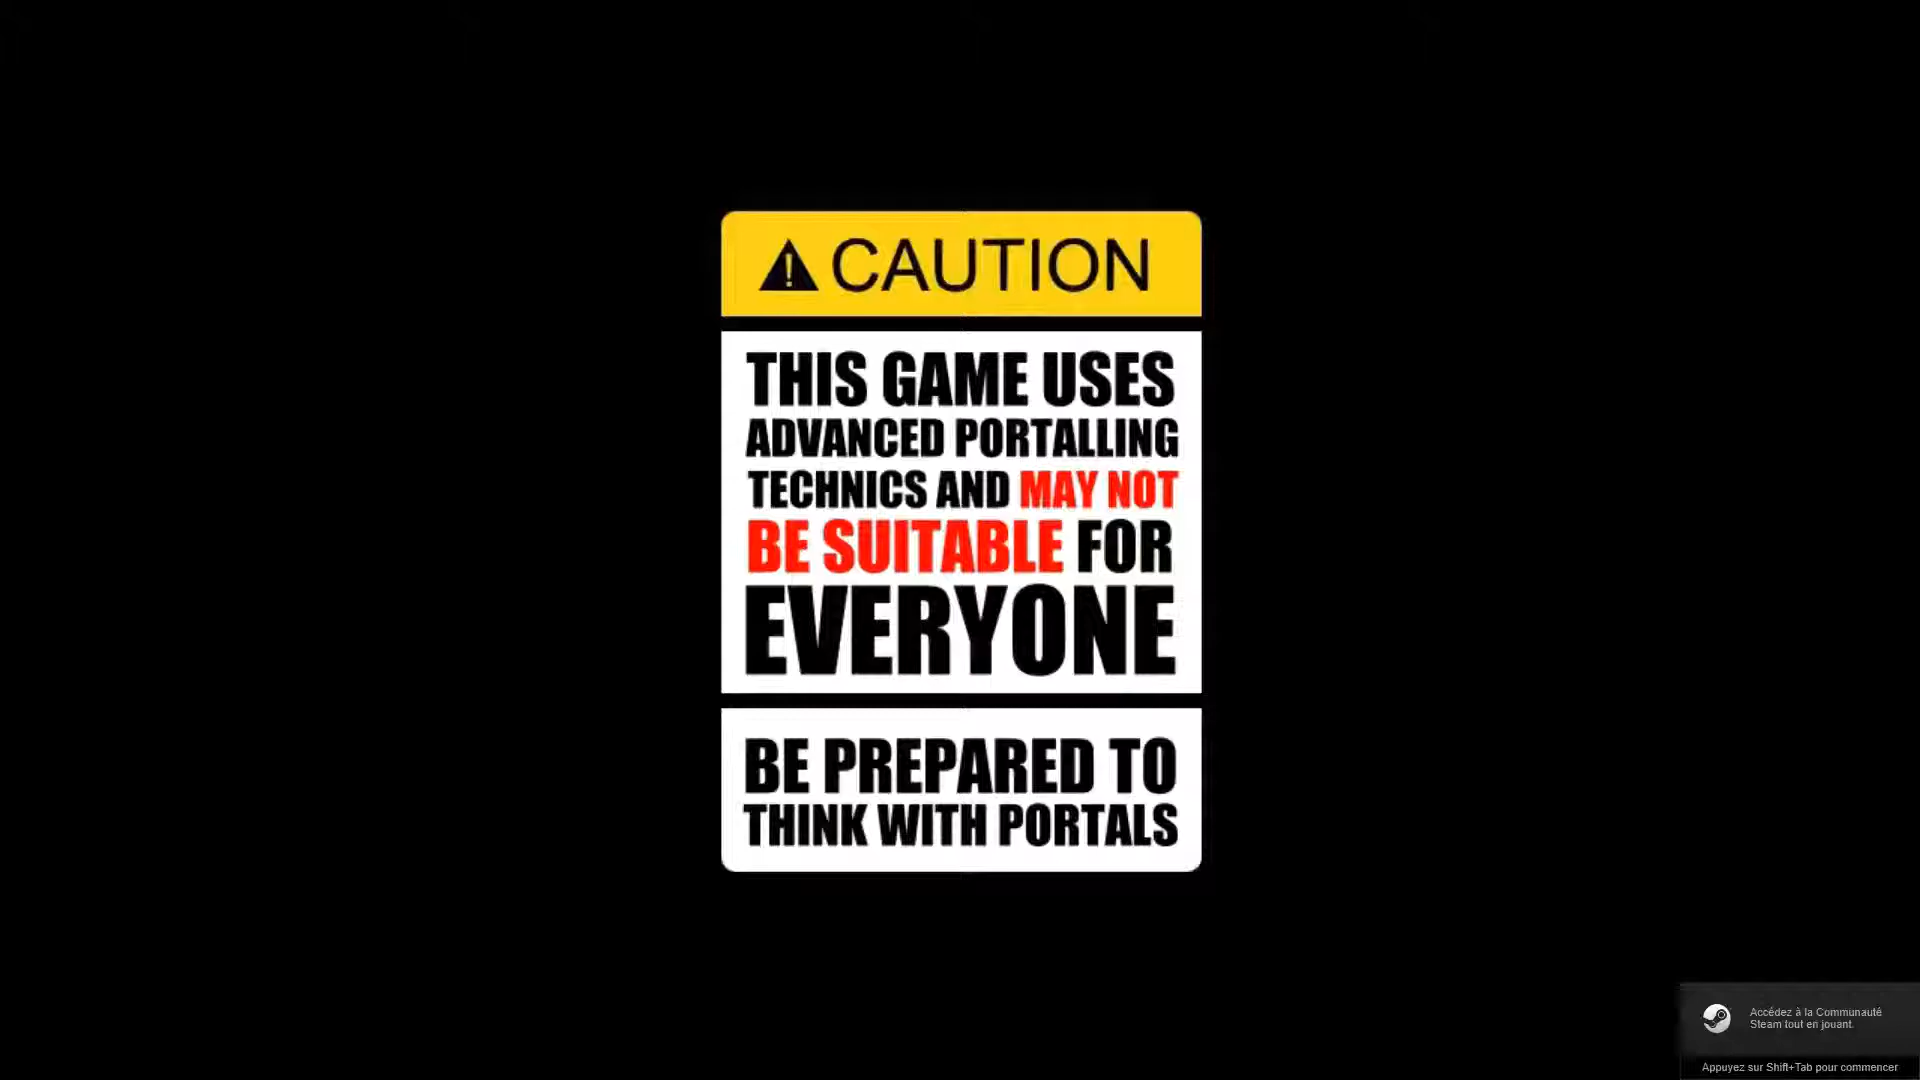 CAUTION
THIS GAME USES
ADVANCED PORTALLING
TECHNICS AND MAY NOT
BE SUITABLE FOR
EVERYONE
BE PREPARED TO
THINK WITH PORTALS
Accédez à la Communauté
Steam tout en jouant.
Appuyez sur Shift+Tab pour commencer